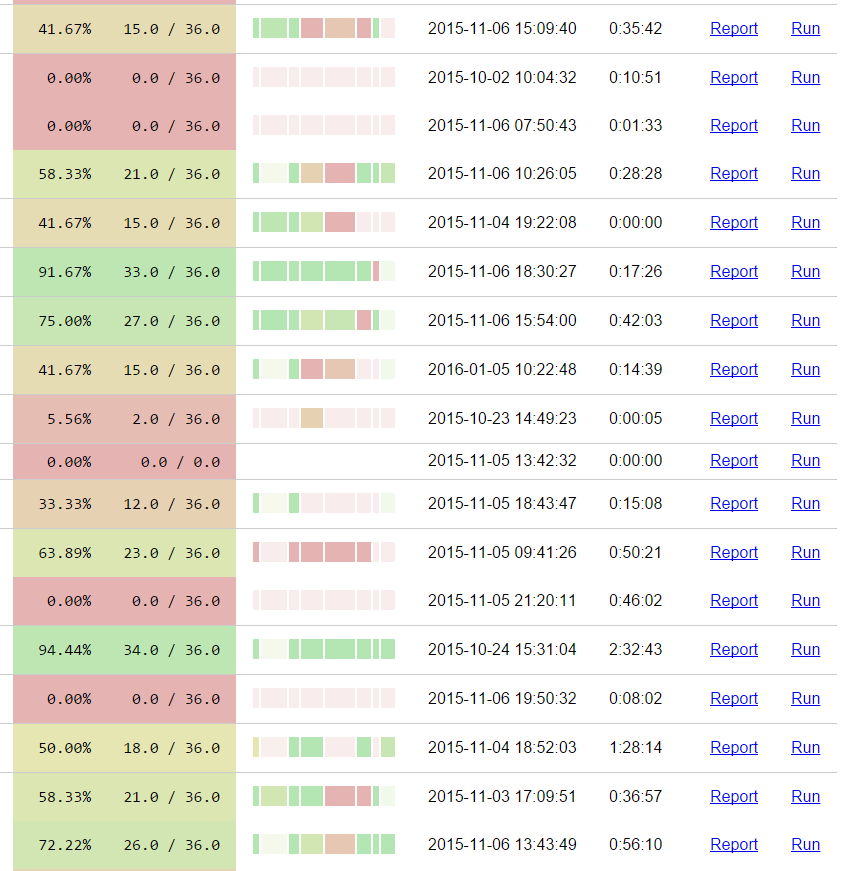 41.67% 15.0 / 36.0 2015-11-06 15:09:40 0:35:42 Report Run
0.00% 0.0 / 36.0 2015-10-02 10:04:32 0:10:51 Report Run
0.00% 0.0 / 36.0 2015-11-06 07:50:43 0:01:33 Report Run
58.33% 21.0 / 36.0 2015-11-06 10:26:05 0:28:28 Report Run
41.67% 15.0 / 36.0 2015-11-04 19:22:08 0:00:00 Report Run
91.67% 33.0 / 36.0 2015-11-06 18:30:27 0:17:26 Report Run
75.00% 27.0 / 36.0 2015-11-06 15:54:00 0:42:03 Report Run
41.67% 15.0 / 36.0 2016-01-05 10:22:48 0:14:39 Report Run
5.56% 2.0 / 36.0 2015-10-23 14:49:23 0:00:05 Report Run
0.00% 0.0 / 0.0 2015-11-05 13:42:32 0:00:00 Report Run
33.33% 12.0 / 36.0 2015-11-05 18:43:47 0:15:08 Report Run
63.89% 23.0 / 36.0 2015-11-05 09:41:26 0:50:21 Report Run
0.00% 0.0 / 36.0 2015-11-05 21:20:11 0:46:02 Report Run
94.44% 34.0 / 36.0 2015-10-24 15:31:04 2:32:43 Report Run
0.00% 0.0 / 36.0 2015-11-06 19:50:32 0:08:02 Report Run
50.00% 18.0 / 36.0 2015-11-04 18:52:03 1:28:14 Report Run
58.33% 21.0 / 36.0 2015-11-03 17:09:51 0:36:57 Report Run
72.22% 26.0 / 36.0 2015-11-06 13:43:49 0:56:10 Report Run